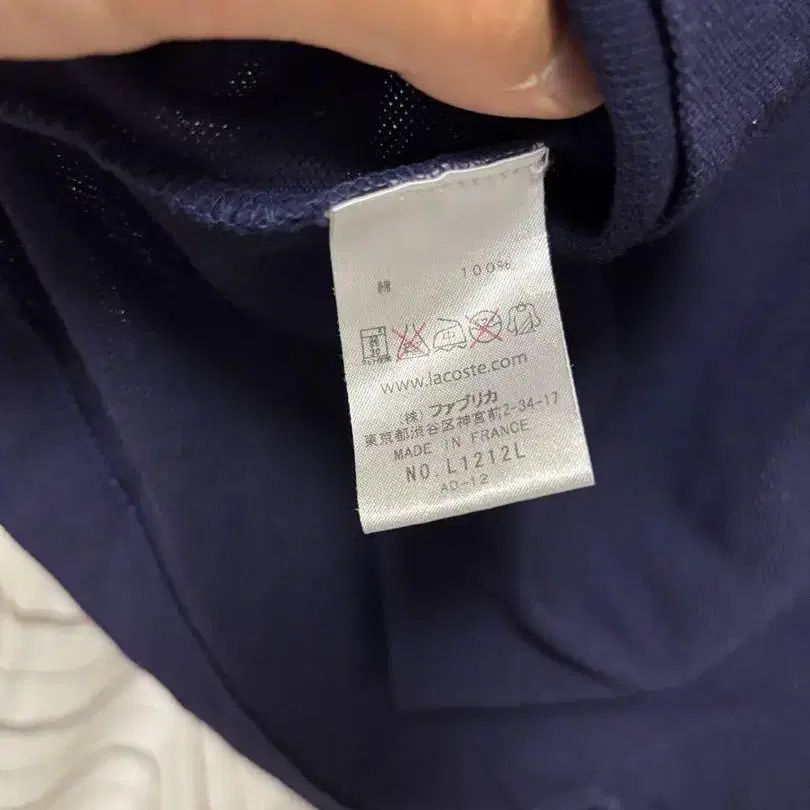 綿 100%
www.lacoste.com
(株) ファブリカ
東京都渋谷区神宮前2-34-17
MADE IN FRANCE
NO. L1212L
AD-12